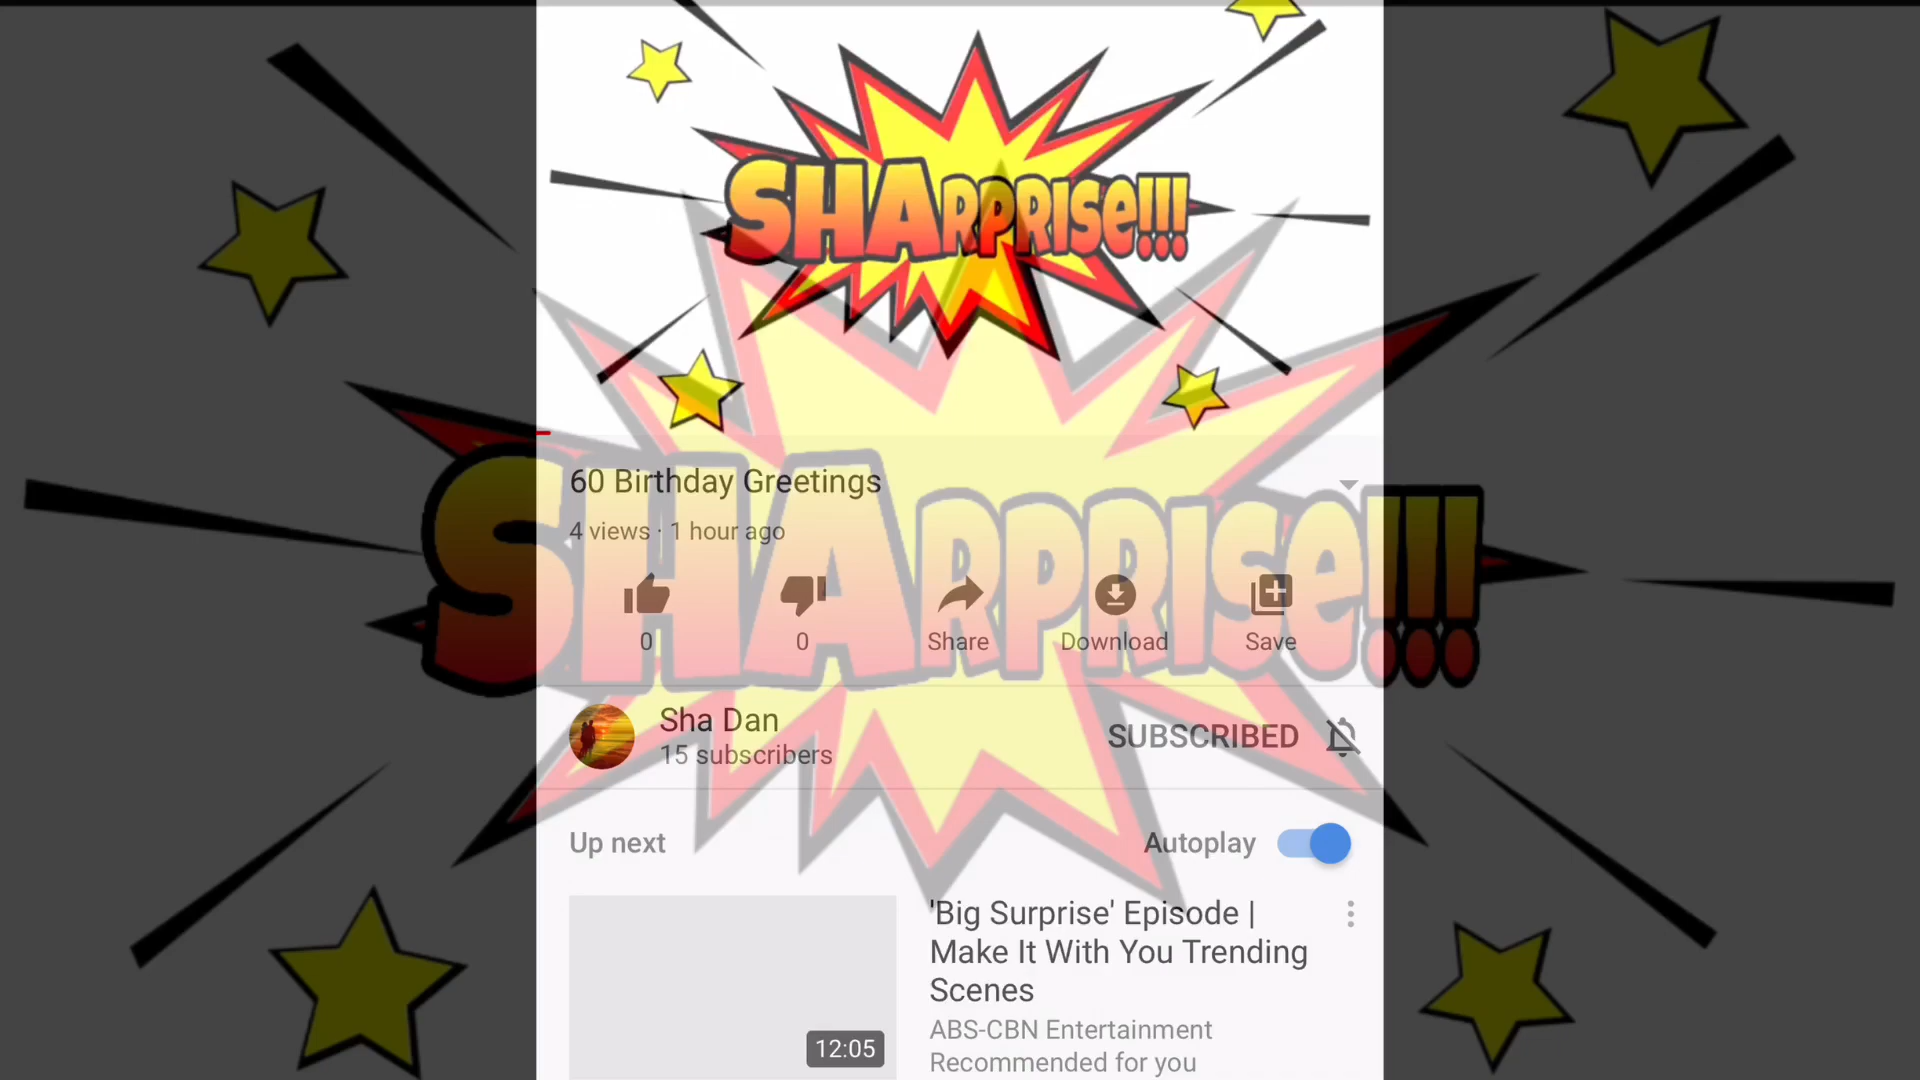 SHARPRISE!!!
SHARPRISE!!!
60 Birthday Greetings
4 views · 1 hour ago
0
0
Share
Download
Save
Sha Dan
15 subscribers
SUBSCRIBED
Up next
Autoplay
'Big Surprise' Episode |
Make It With You Trending
Scenes
ABS-CBN Entertainment
Recommended for you
12:05